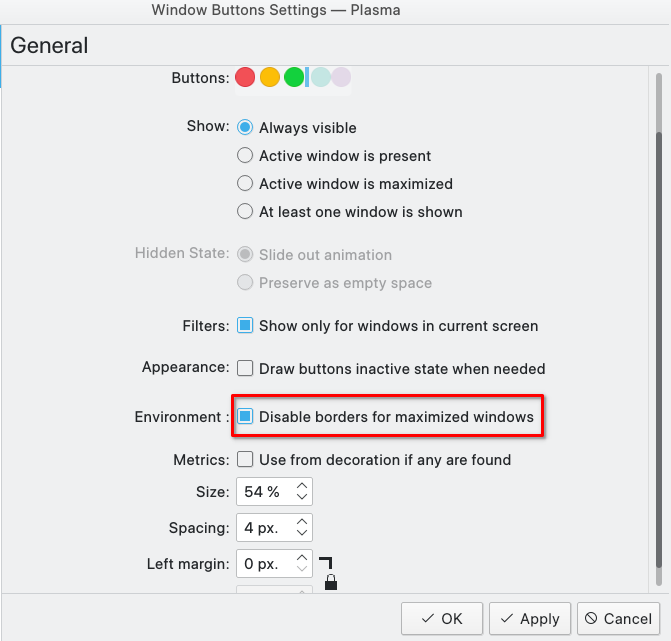 Window Buttons Settings — Plasma
General
Buttons:
Show: Always visible
Active window is present
Active window is maximized
At least one window is shown
Hidden State: Slide out animation
Preserve as empty space
Filters: Show only for windows in current screen
Appearance: Draw buttons inactive state when needed
Environment : Disable borders for maximized windows
Metrics: Use from decoration if any are found
Size: 54 %
Spacing: 4 px.
Left margin: 0 px.
OK Apply Cancel